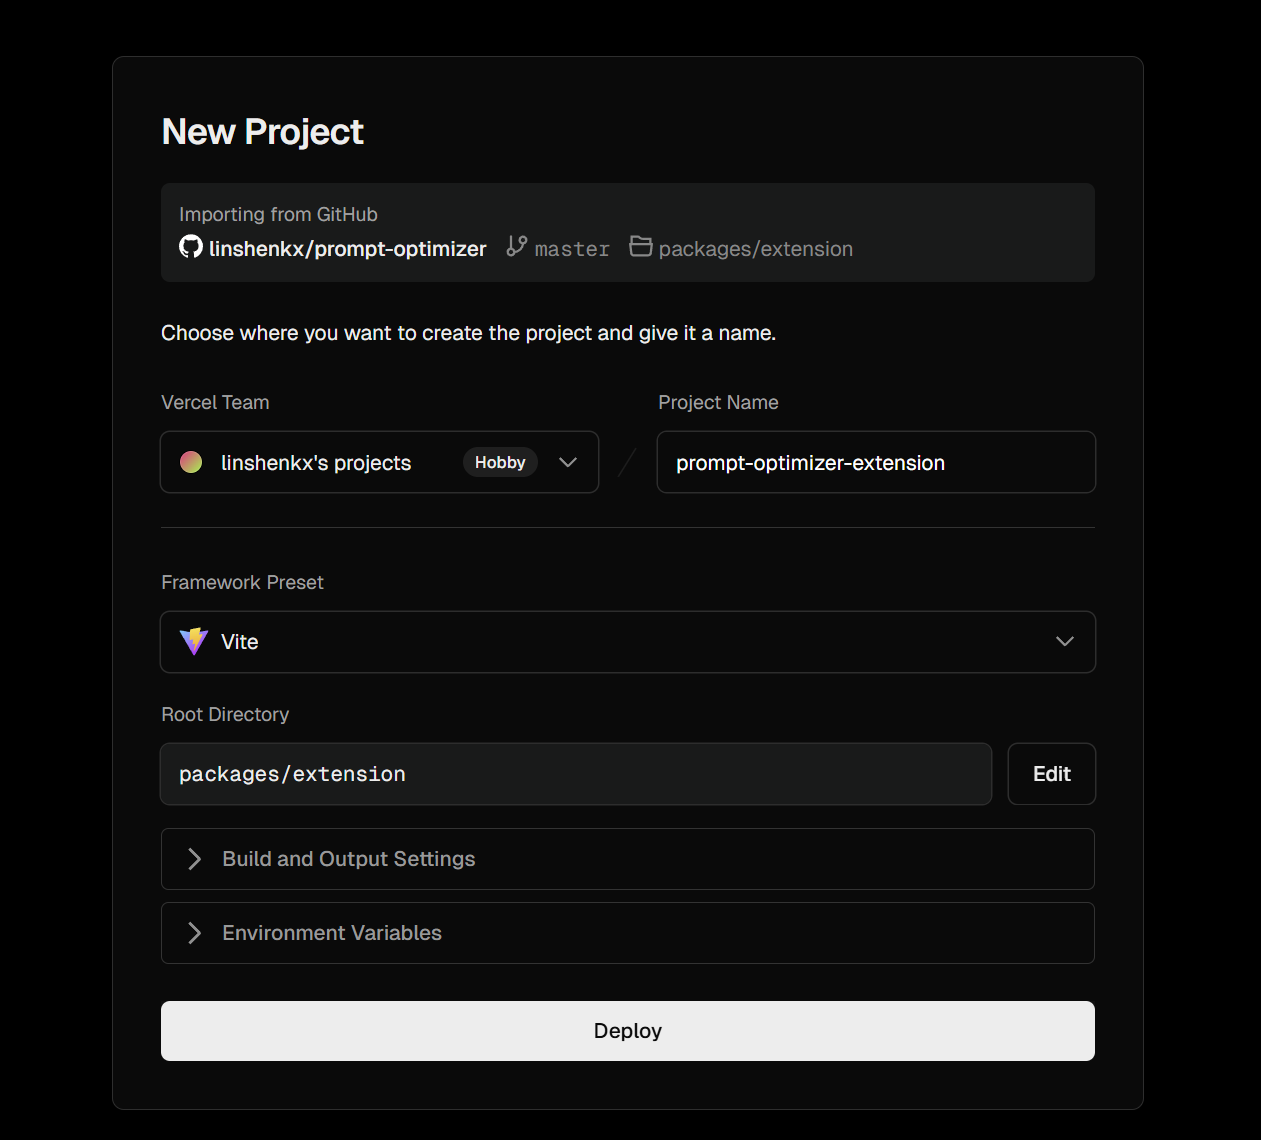 New Project
Importing from GitHub
linshenkx/prompt-optimizer master packages/extension
Choose where you want to create the project and give it a name.
Vercel Team
Project Name
linshenkx's projects Hobby
/ prompt-optimizer-extension
Framework Preset
Vite
Root Directory
packages/extension
Edit
Build and Output Settings
Environment Variables
Deploy